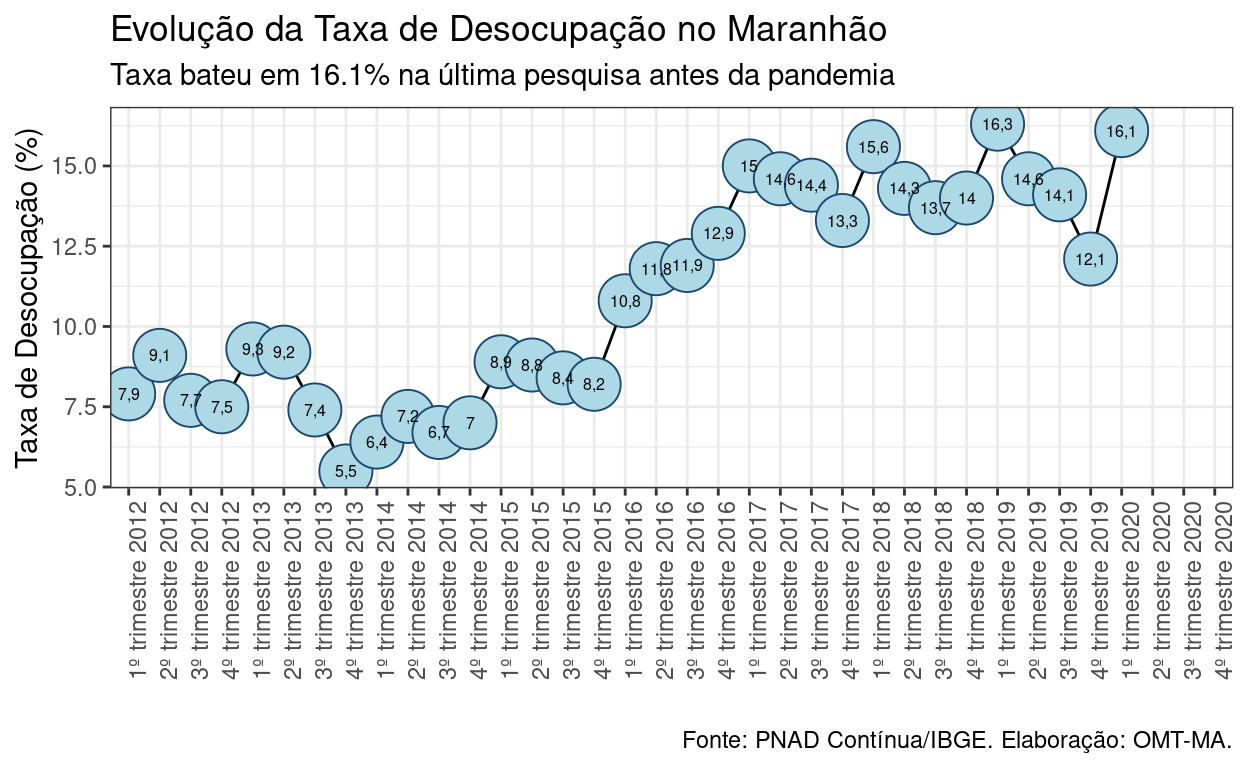 Evolução da Taxa de Desocupação no Maranhão
Taxa bateu em 16.1% na última pesquisa antes da pandemia
Taxa de Desocupação (%)
15.0
12.5
10.0
7.5
5.0
7,9
9,1
7,7
7,5
9,3
9,2
7,4
5,5
6,4
7,2
6,7
7
8,9
8,8
8,4
8,2
10,8
11,8
11,9
12,9
15
14,6
14,4
13,3
15,6
14,3
13,7
14
16,3
14,6
14,1
12,1
16,1
1º trimestre 2012
2º trimestre 2012
3º trimestre 2012
4º trimestre 2012
1º trimestre 2013
2º trimestre 2013
3º trimestre 2013
4º trimestre 2013
1º trimestre 2014
2º trimestre 2014
3º trimestre 2014
4º trimestre 2014
1º trimestre 2015
2º trimestre 2015
3º trimestre 2015
4º trimestre 2015
1º trimestre 2016
2º trimestre 2016
3º trimestre 2016
4º trimestre 2016
1º trimestre 2017
2º trimestre 2017
3º trimestre 2017
4º trimestre 2017
1º trimestre 2018
2º trimestre 2018
3º trimestre 2018
4º trimestre 2018
1º trimestre 2019
2º trimestre 2019
3º trimestre 2019
4º trimestre 2019
1º trimestre 2020
2º trimestre 2020
3º trimestre 2020
4º trimestre 2020
Fonte: PNAD Contínua/IBGE. Elaboração: OMT-MA.